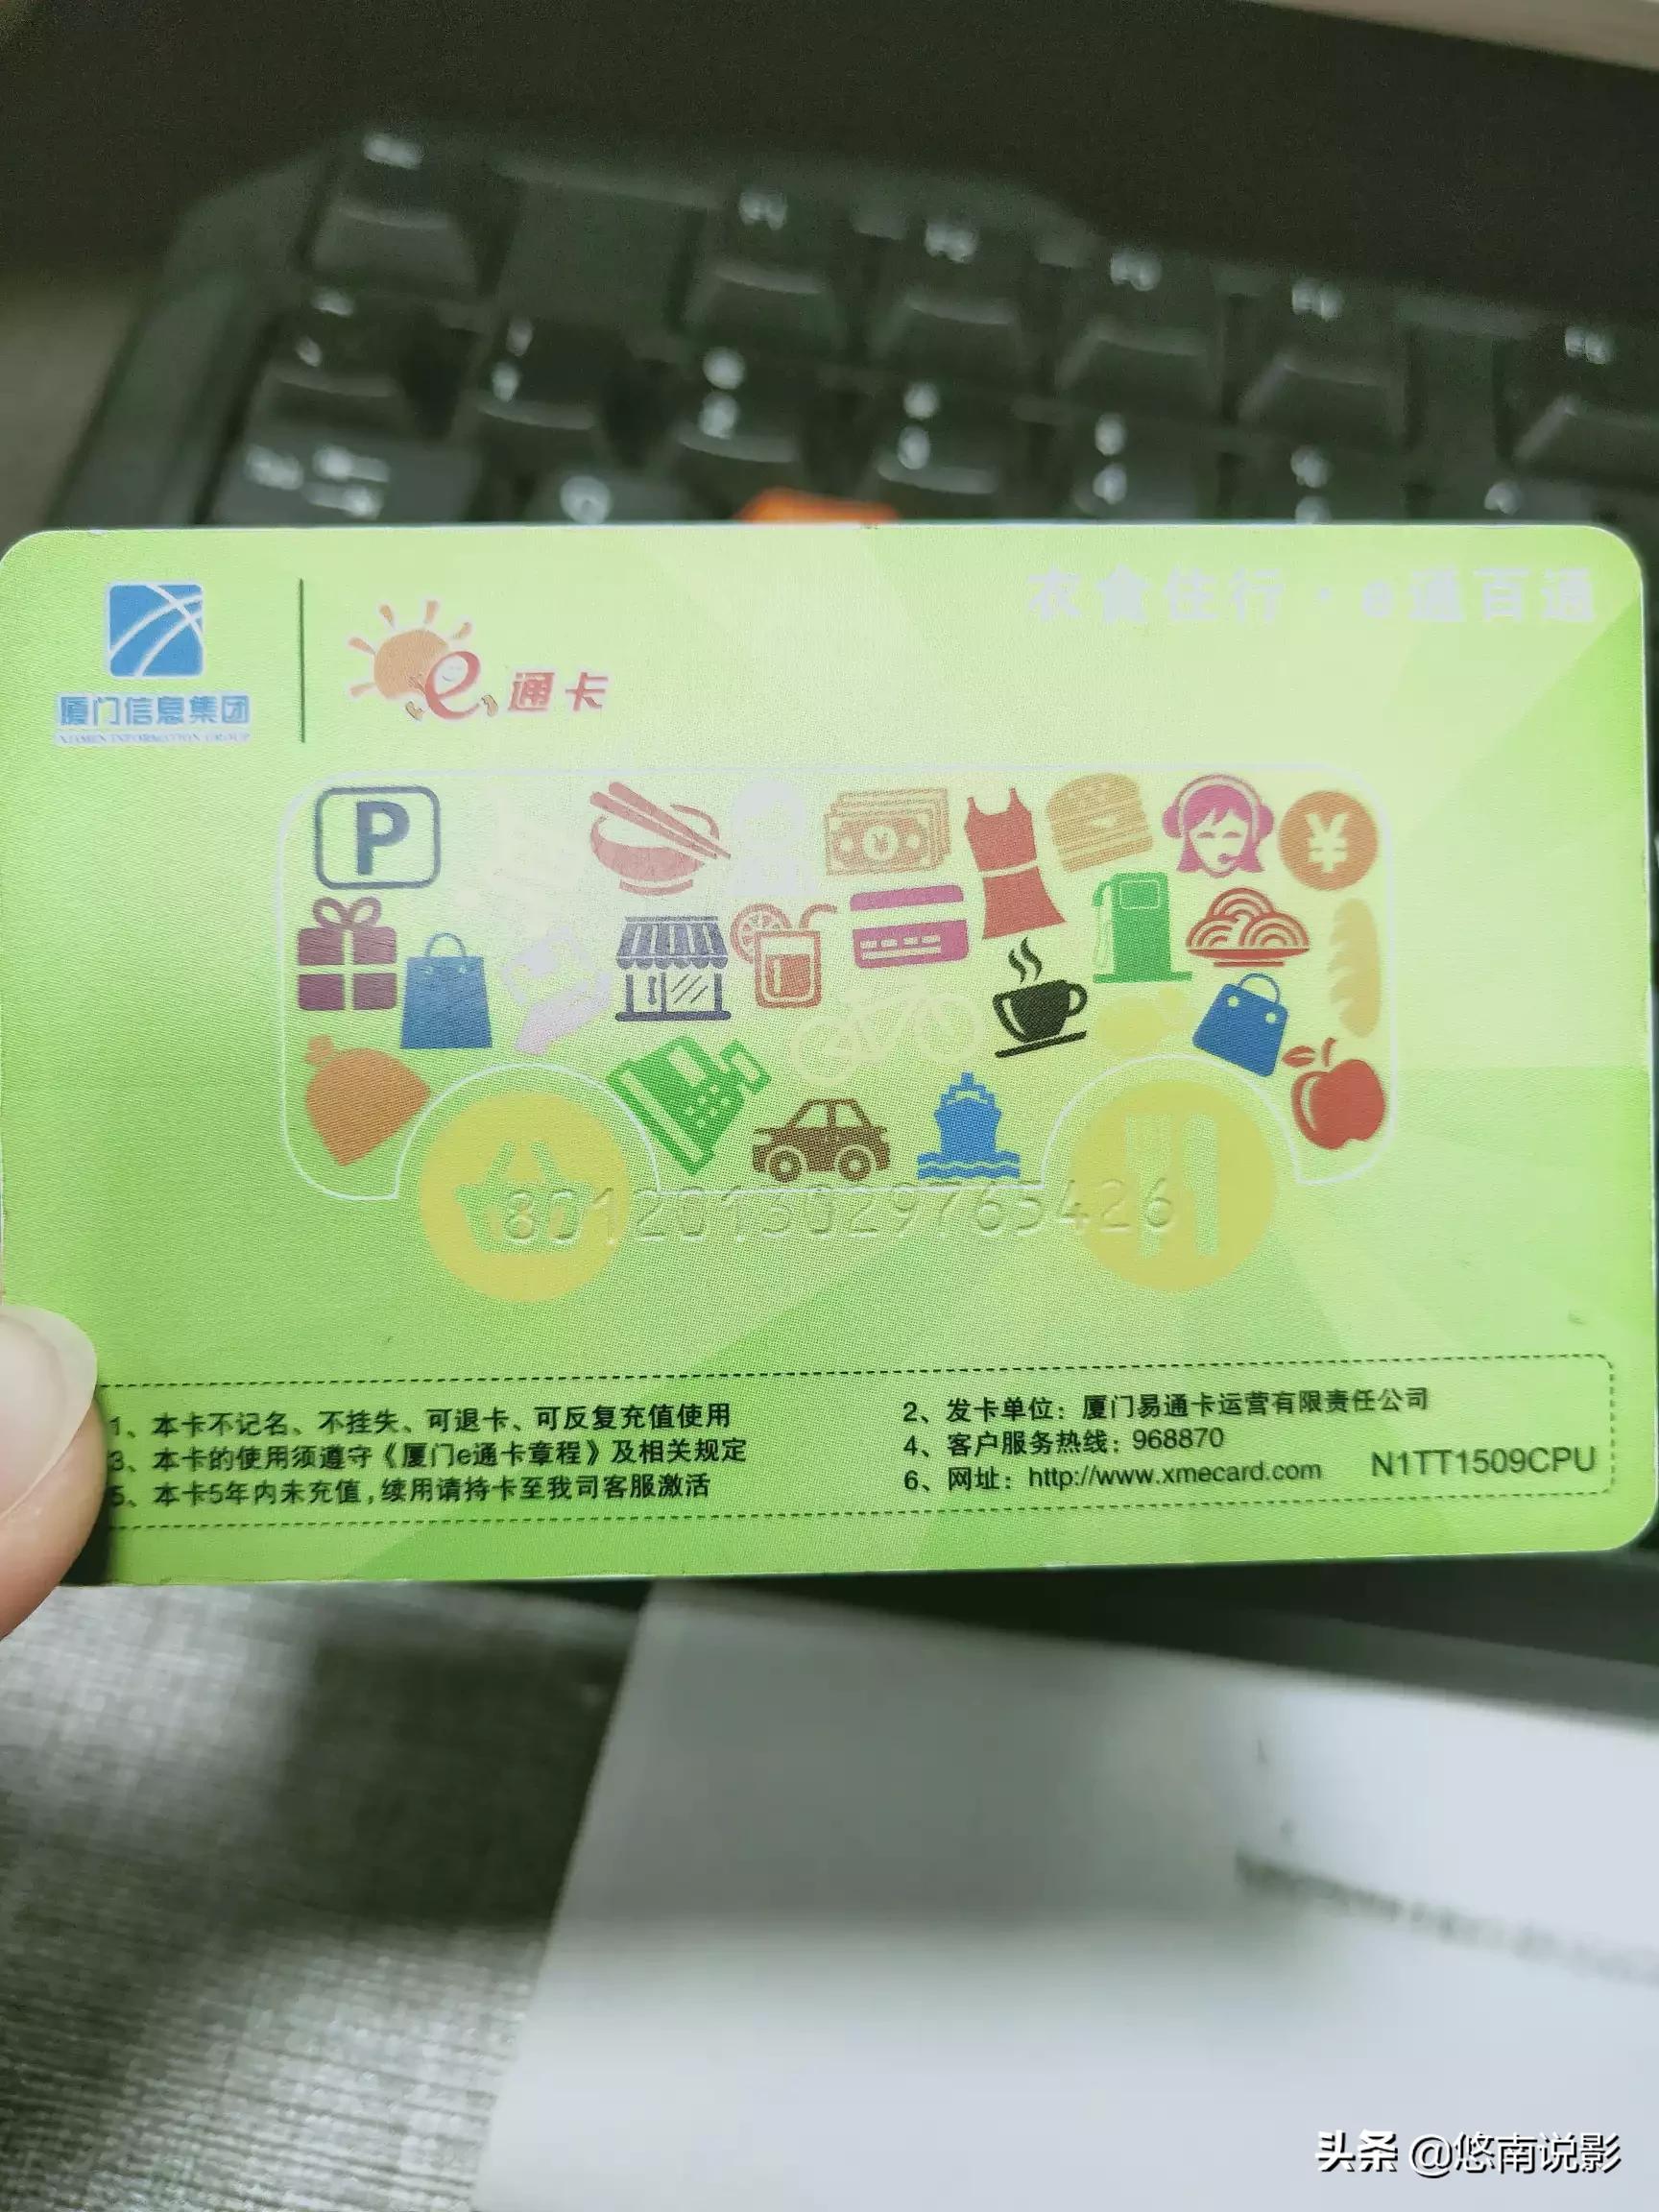 衣食住行·e通百通
厦门信息集团
XIAMEN INFORMATION GROUP
e通卡
P
8012013029765426
1、本卡不记名、不挂失、可退卡、可反复充值使用
2、发卡单位：厦门易通卡运营有限责任公司
3、本卡的使用须遵守《厦门e通卡章程》及相关规定
4、客户服务热线：968870
5、本卡5年内未充值，续用请持卡至我司客服激活
6、网址：http://www.xmecard.com
N1TT1509CPU
头条 @悠南说影